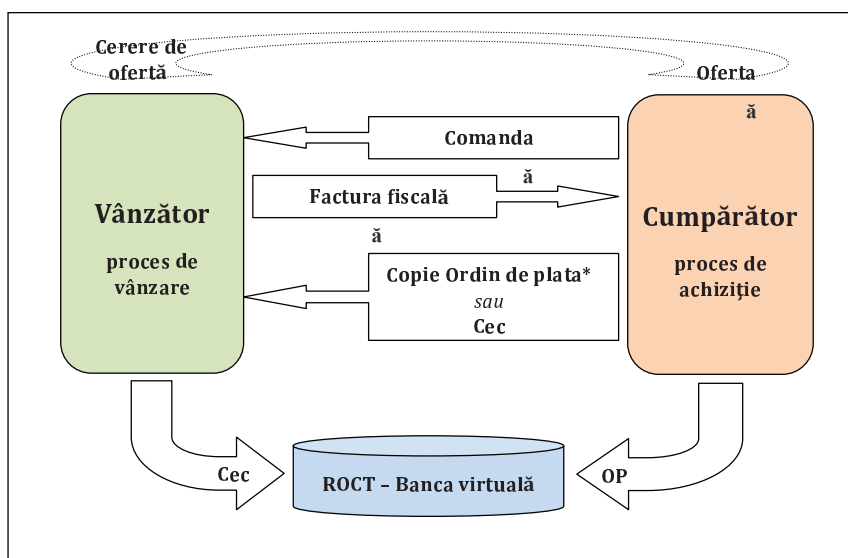 Cerere de
ofertă
Oferta
ă
Comanda
ă
Factura fiscală
ă
Vânzător
proces de
vânzare
Cumpărător
proces de
achiziţie
Copie Ordin de plata*
sau
Cec
Cec
ROCT – Banca virtuală
OP